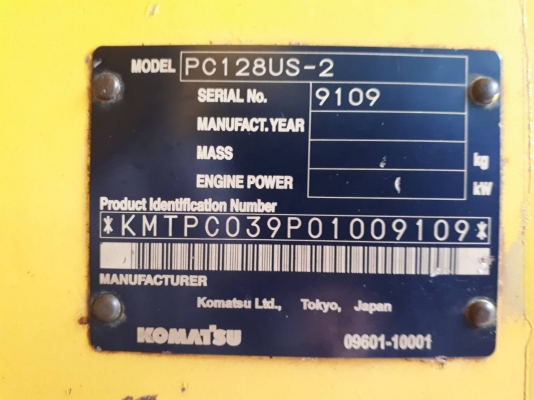 MODEL PC128US-2
SERIAL No. 9109
MANUFACT.YEAR
MASS kg
ENGINE POWER kW
Product Identification Number
*KMTPC039P01009109*
MANUFACTURER
Komatsu Ltd., Tokyo, Japan
KOMATSU 09601-10001